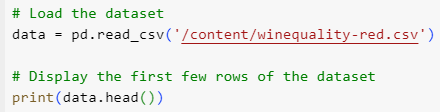 # Load the dataset
data = pd.read_csv('/content/winequality-red.csv')
# Display the first few rows of the dataset
print(data.head())